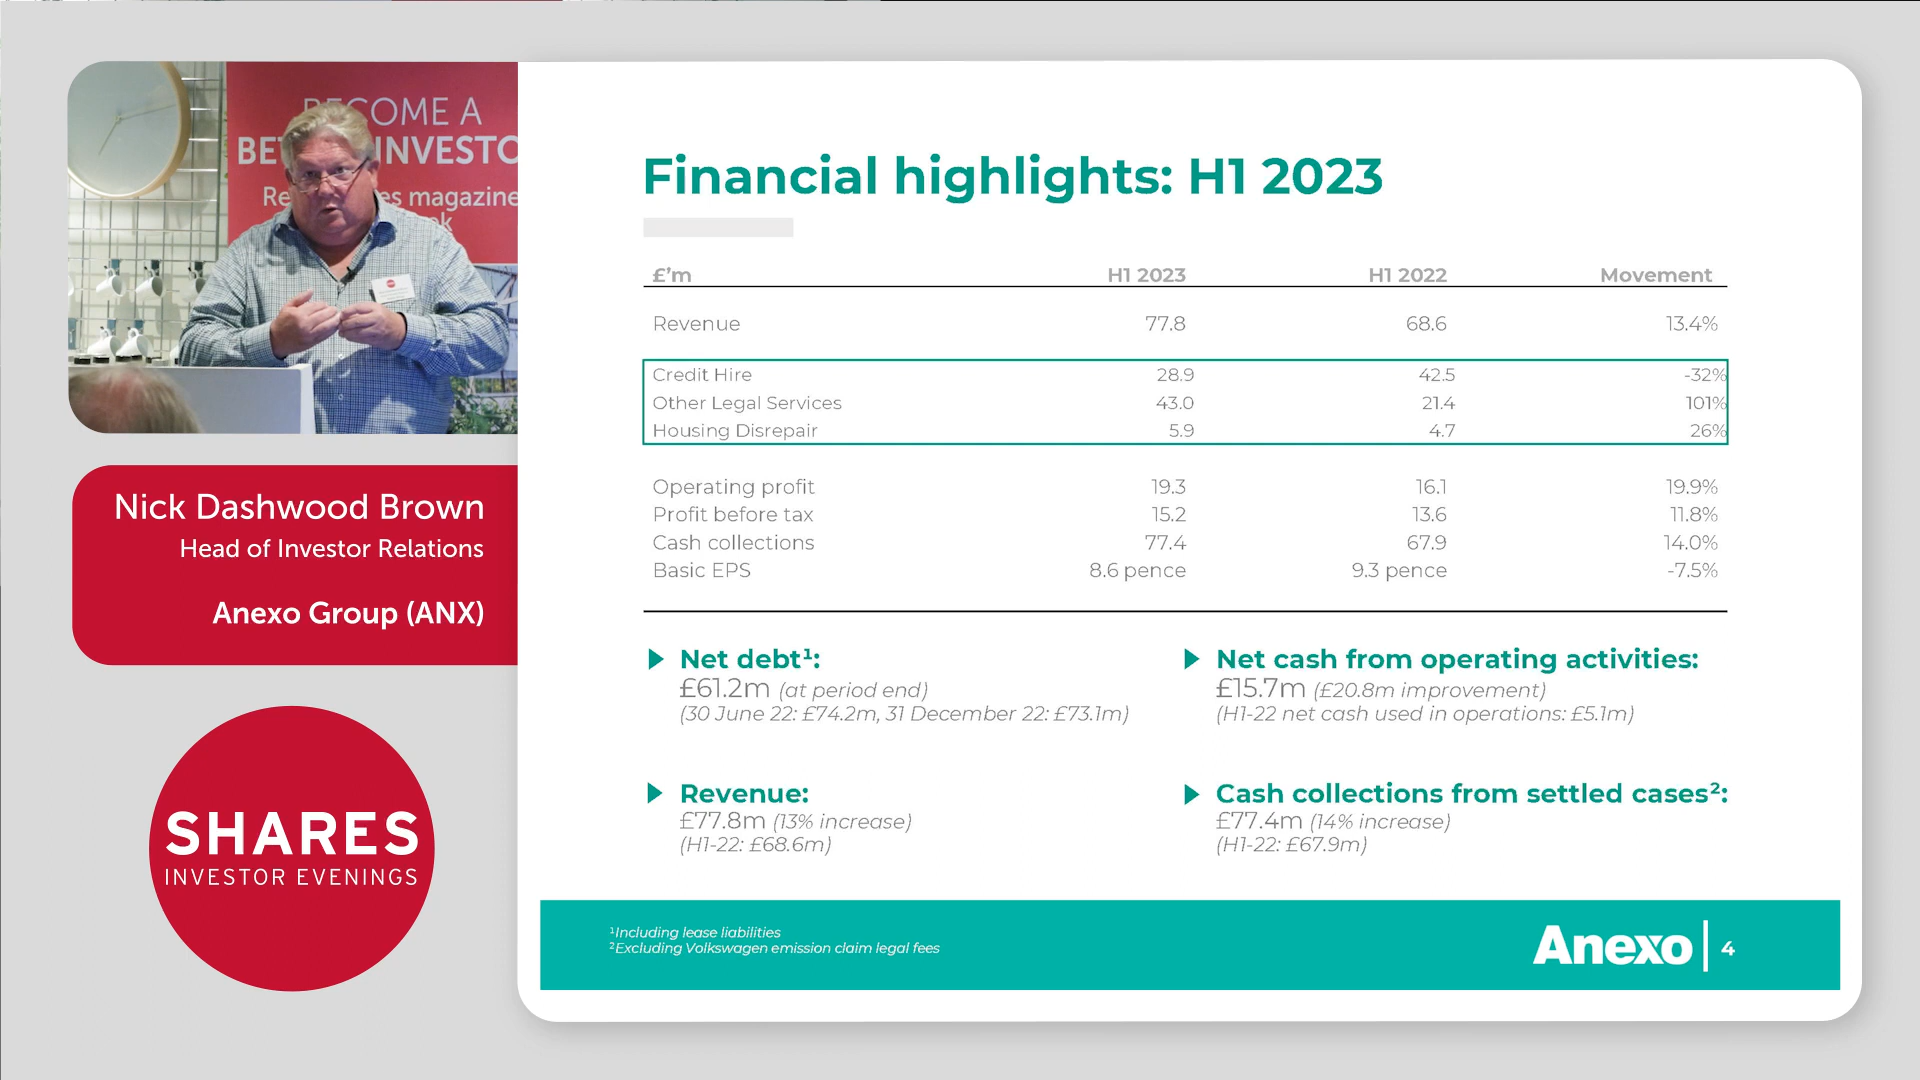 BECOME A
INVESTO
magazine
Nick Dashwood Brown
Head of Investor Relations
Anexo Group (ANX)
SHARES
INVESTOR EVENINGS
Financial highlights: H1 2023
£’m H1 2023 H1 2022 Movement
Revenue 77.8 68.6 13.4%
Credit Hire 28.9 42.5 -32%
Other Legal Services 43.0 21.4 101%
Housing Disrepair 5.9 4.7 26%
Operating profit 19.3 16.1 19.9%
Profit before tax 15.2 13.6 11.8%
Cash collections 77.4 67.9 14.0%
Basic EPS 8.6 pence 9.3 pence -7.5%
Net debt¹:
£61.2m (at period end)
(30 June 22: £74.2m, 31 December 22: £73.1m)
Net cash from operating activities:
£15.7m (£20.8m improvement)
(H1-22 net cash used in operations: £5.1m)
Revenue:
£77.8m (13% increase)
(H1-22: £68.6m)
Cash collections from settled cases²:
£77.4m (14% increase)
(H1-22: £67.9m)
¹Including lease liabilities
²Excluding Volkswagen emission claim legal fees
Anexo 4